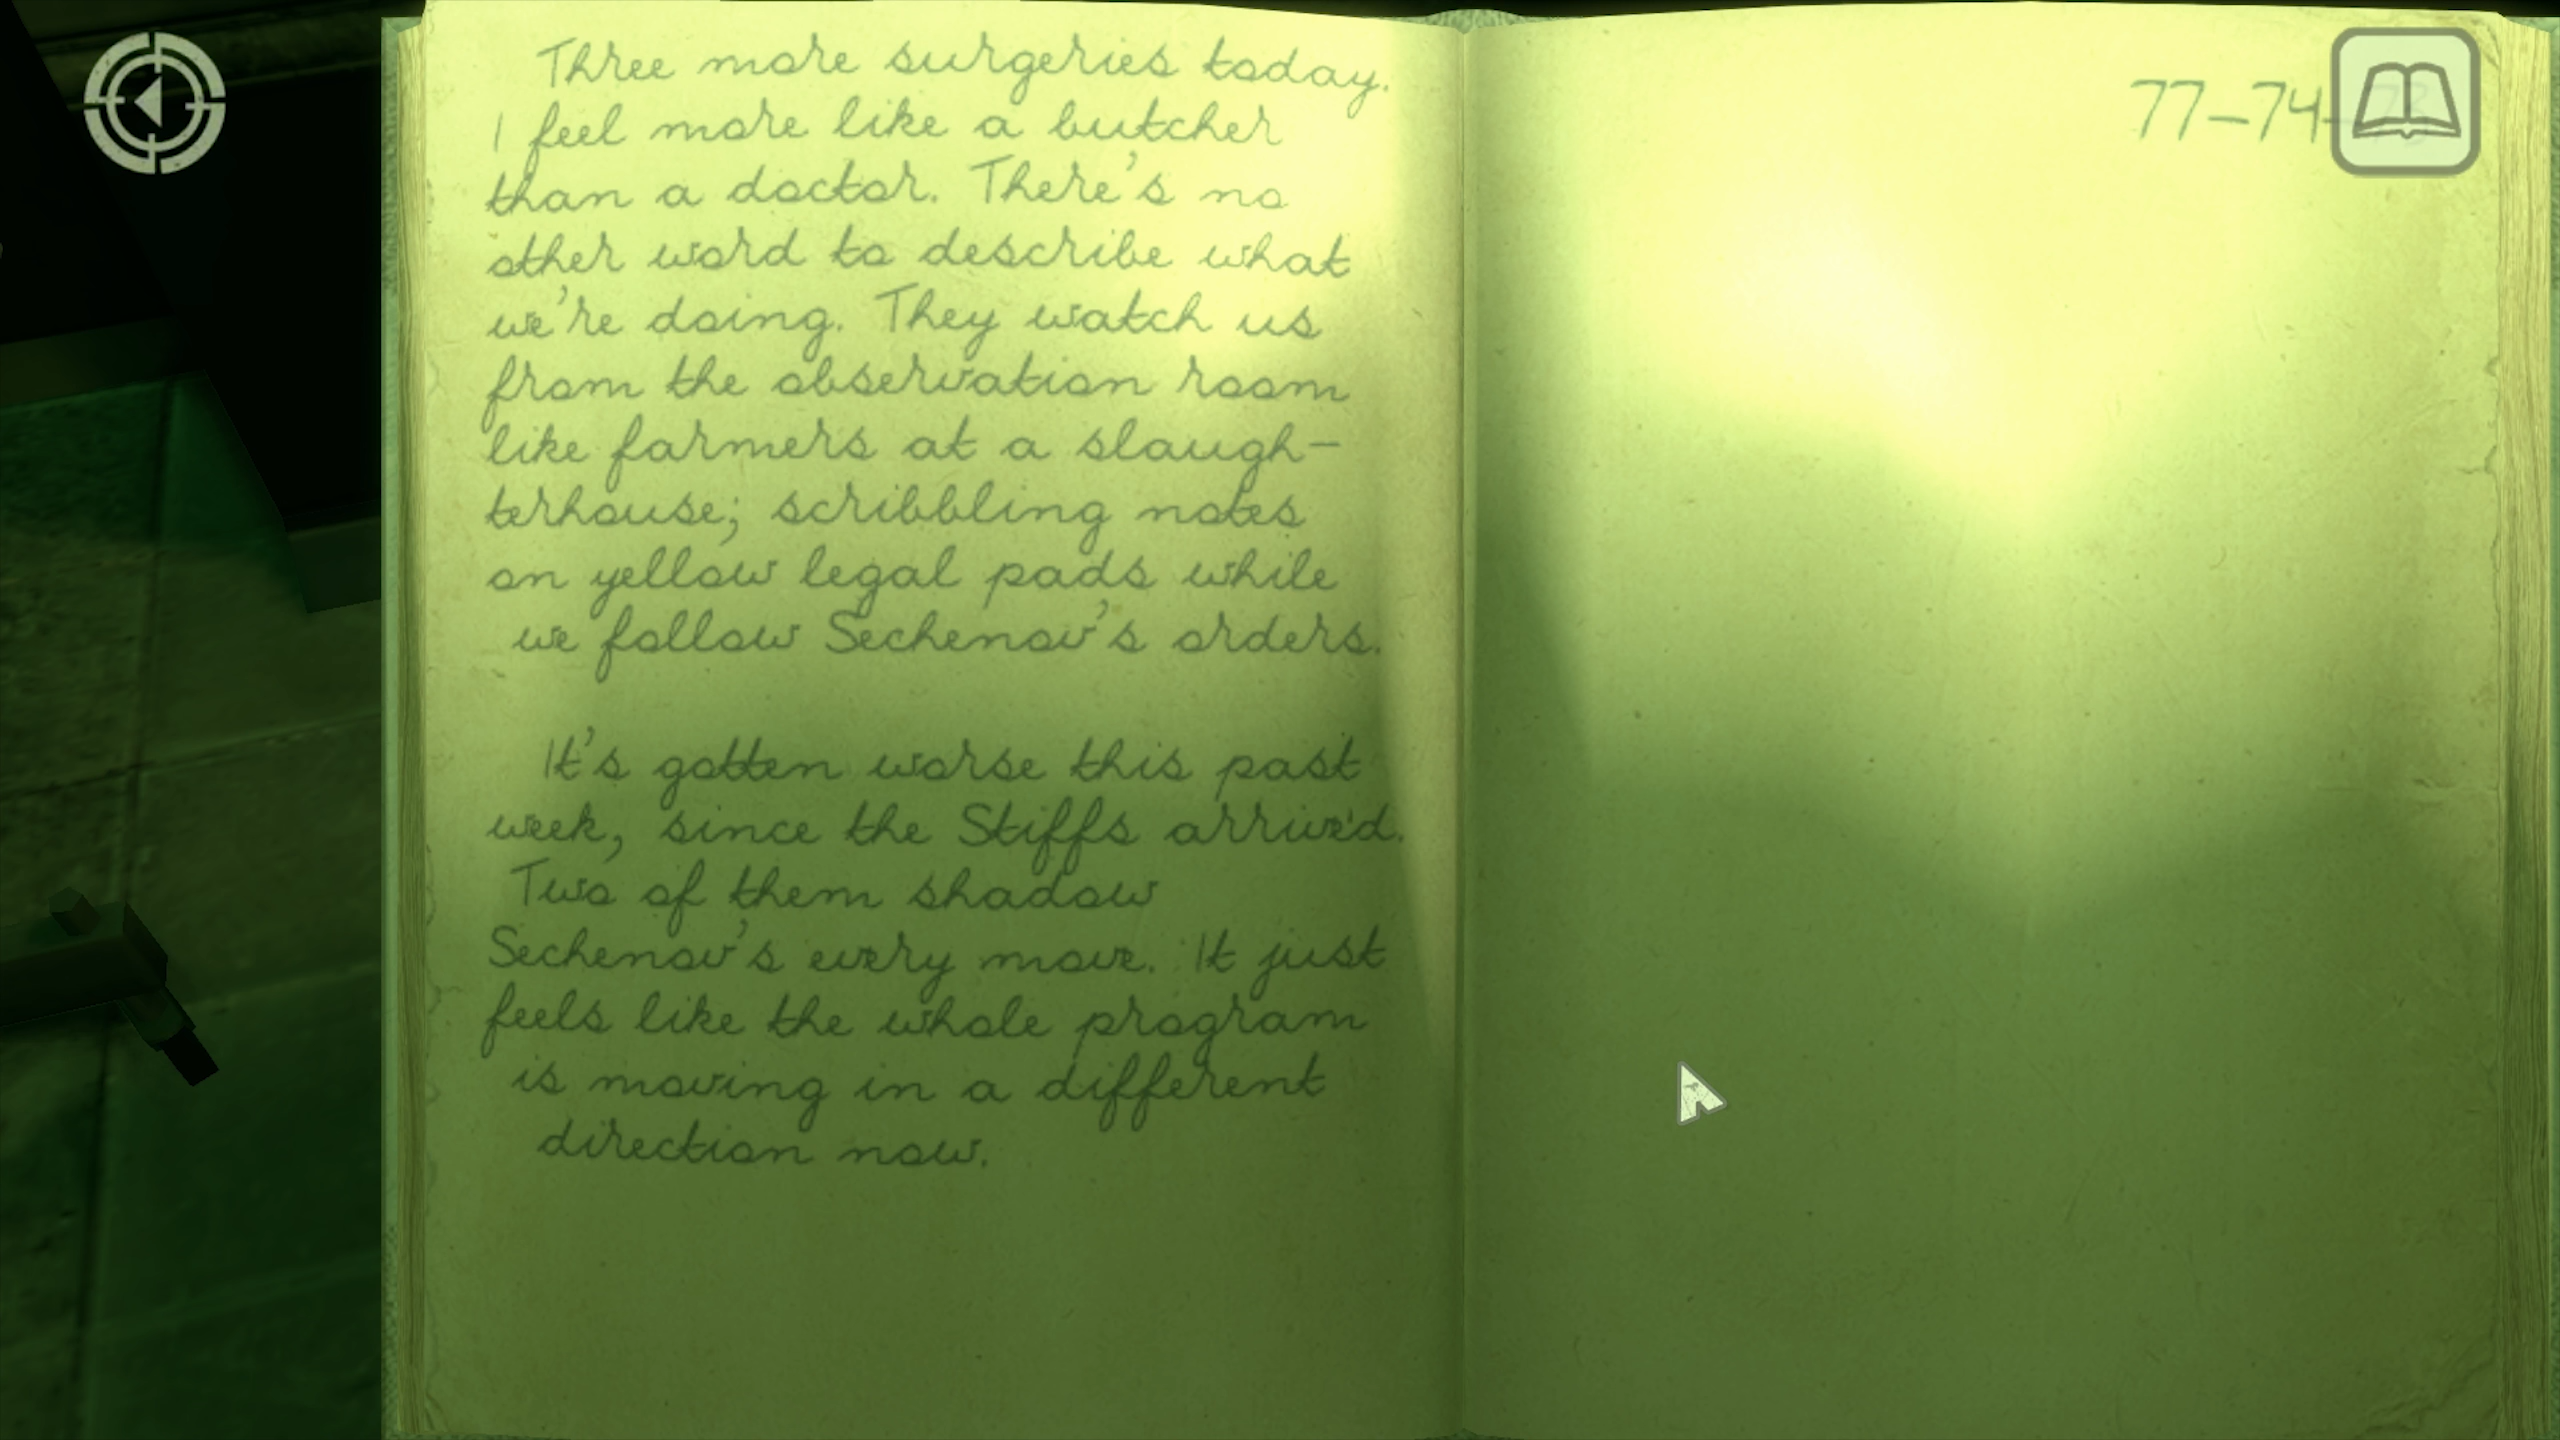 Three more surgeries today.
I feel more like a butcher
than a doctor. There's no
other word to describe what
we're doing. They watch us
from the observation room
like farmers at a slaugh-
terhouse; scribbling notes
on yellow legal pads while
we follow Sechenov's orders.
It's gotten worse this past
week, since the Stiffs arrive'd.
Two of them shadow
Sechenov's every move. It just
feels like the whole program
is moving in a different
direction now.
77-74-